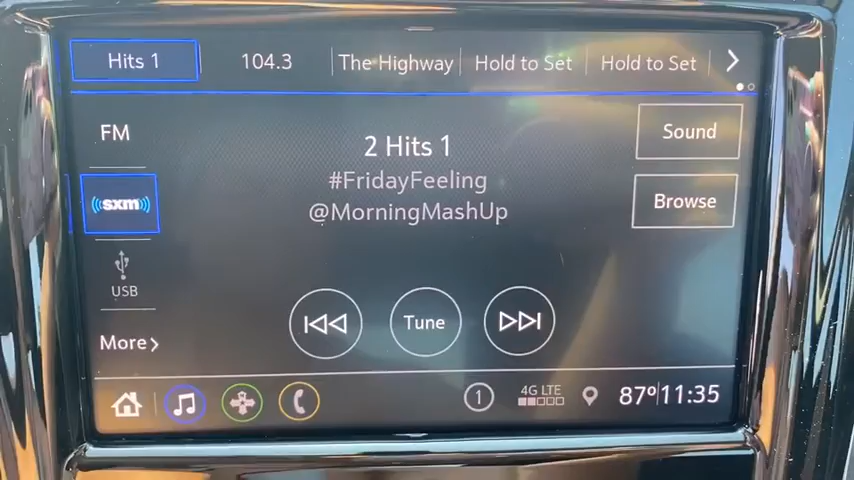 Hits 1
104.3
The Highway
Hold to Set
Hold to Set
FM
2 Hits 1
Sound
#FridayFeeling
sxm
@MorningMashUp
Browse
USB
Tune
More
1
4G LTE
87° 11:35